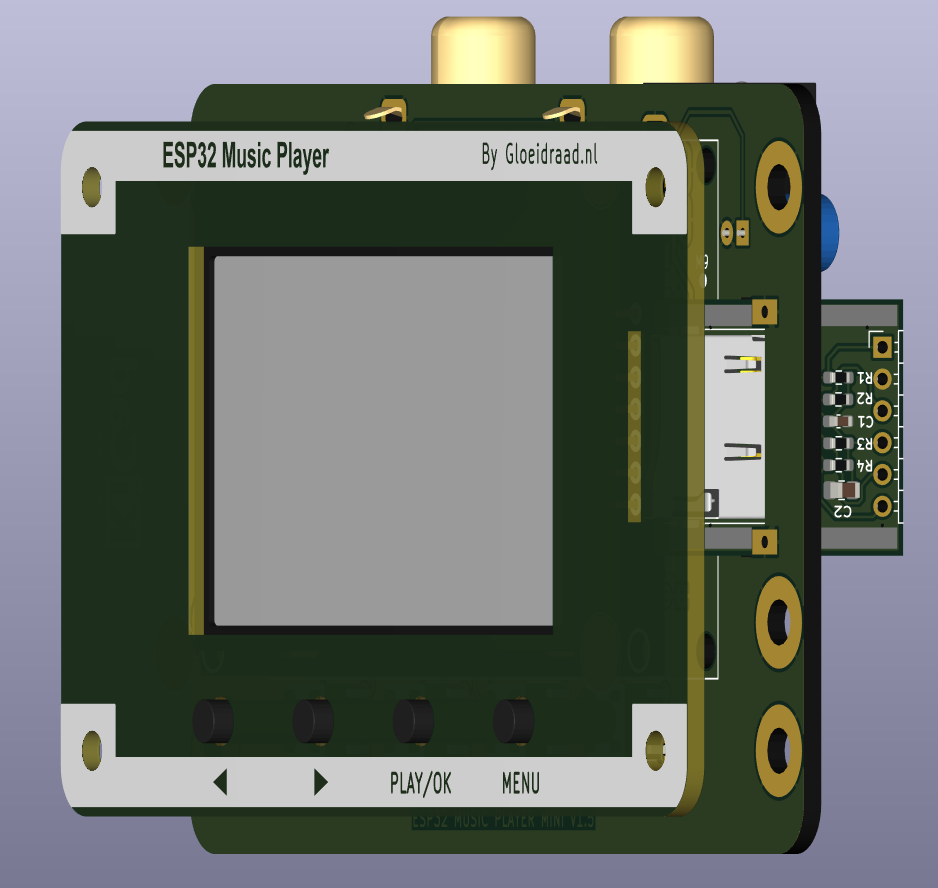 ESP32 Music Player
By Gloeidraad.nl
R1
R2
C1
R3
R4
C2
PLAY/OK
MENU
ESP32 MUSIC PLAYER MINI V1.5